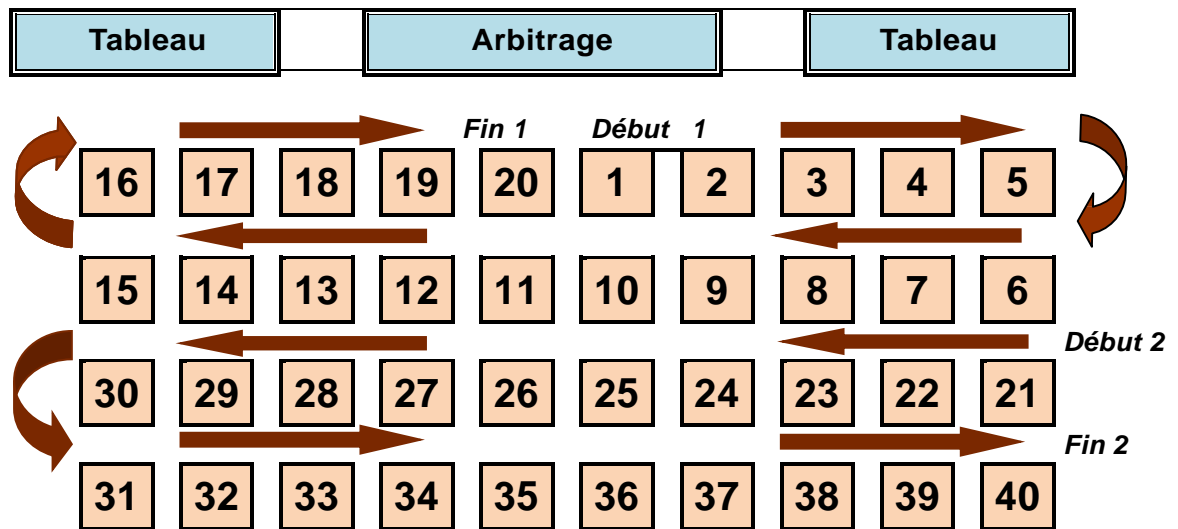 Tableau Arbitrage Tableau
Fin 1 Début 1
16 17 18 19 20 1 2 3 4 5
15 14 13 12 11 10 9 8 7 6
Début 2
30 29 28 27 26 25 24 23 22 21
Fin 2
31 32 33 34 35 36 37 38 39 40